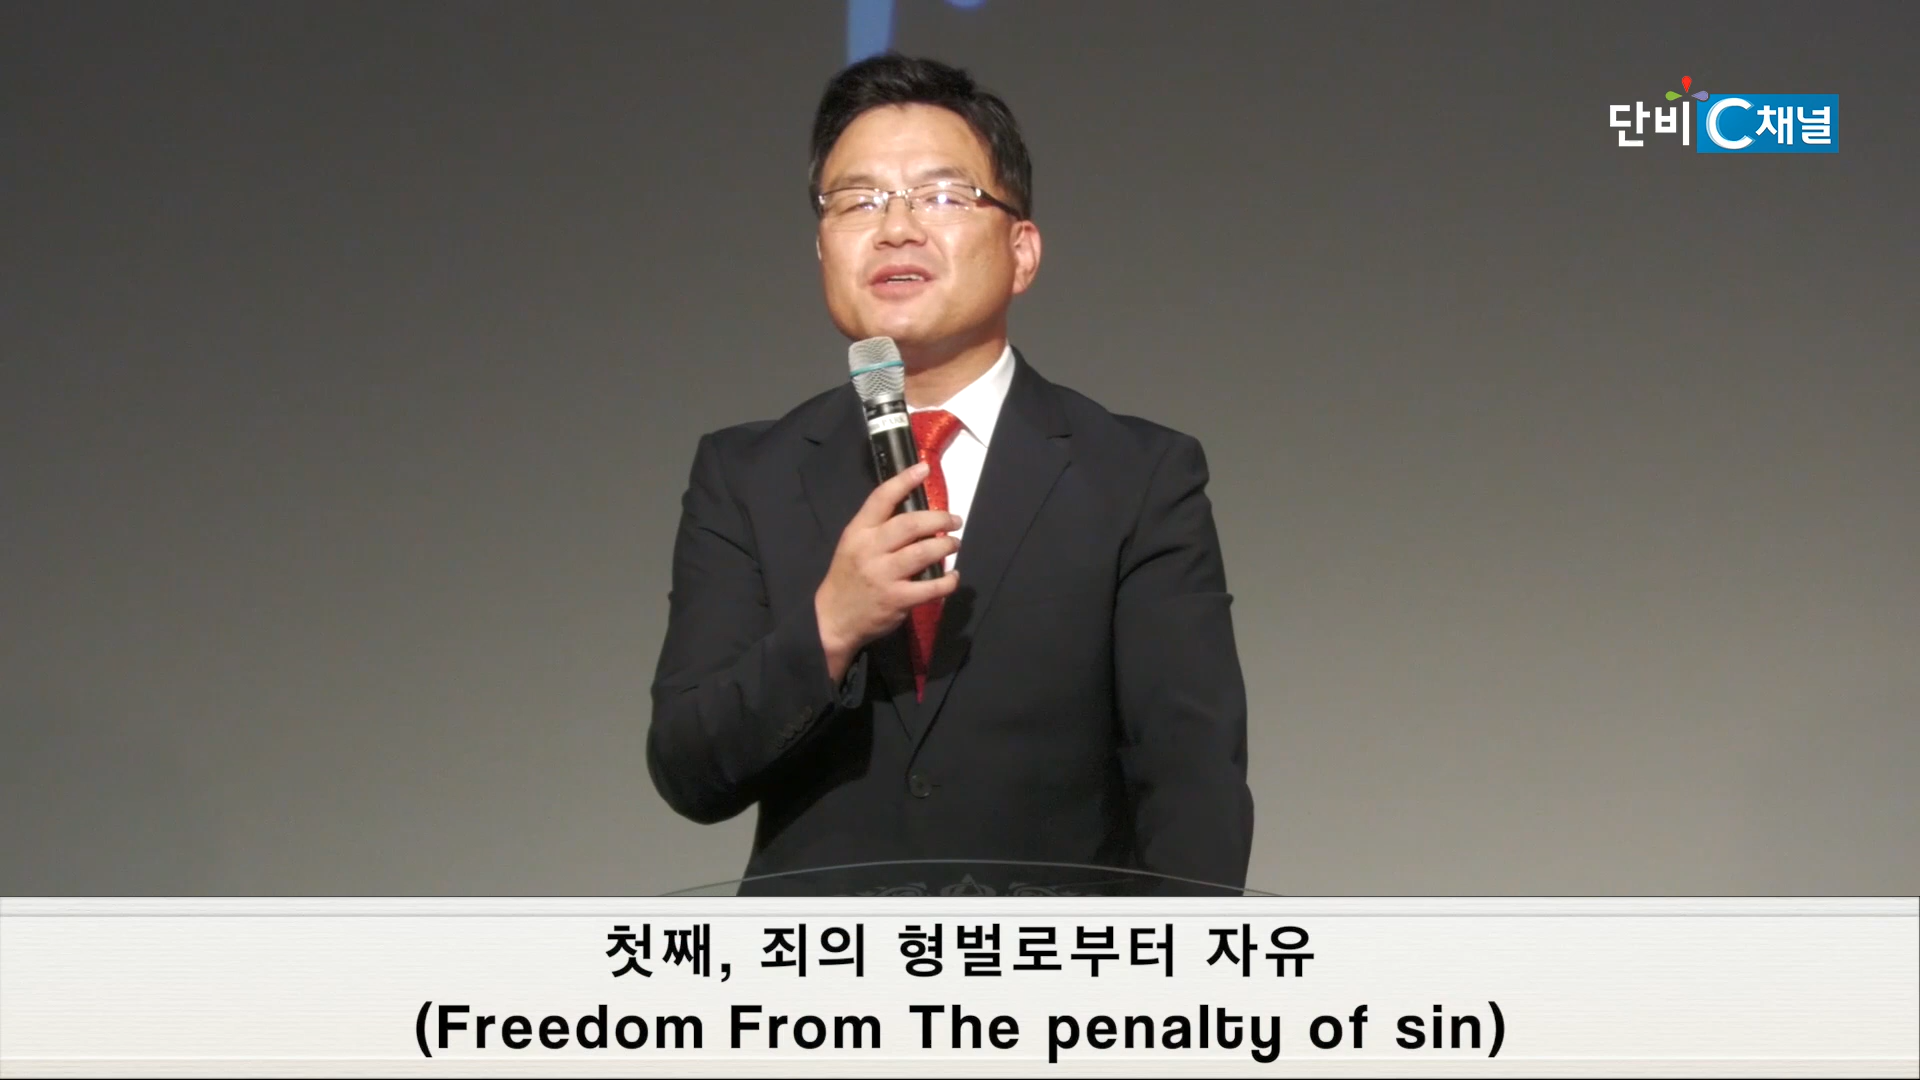 단비 C채널
첫째, 죄의 형벌로부터 자유
(Freedom From The penalty of sin)